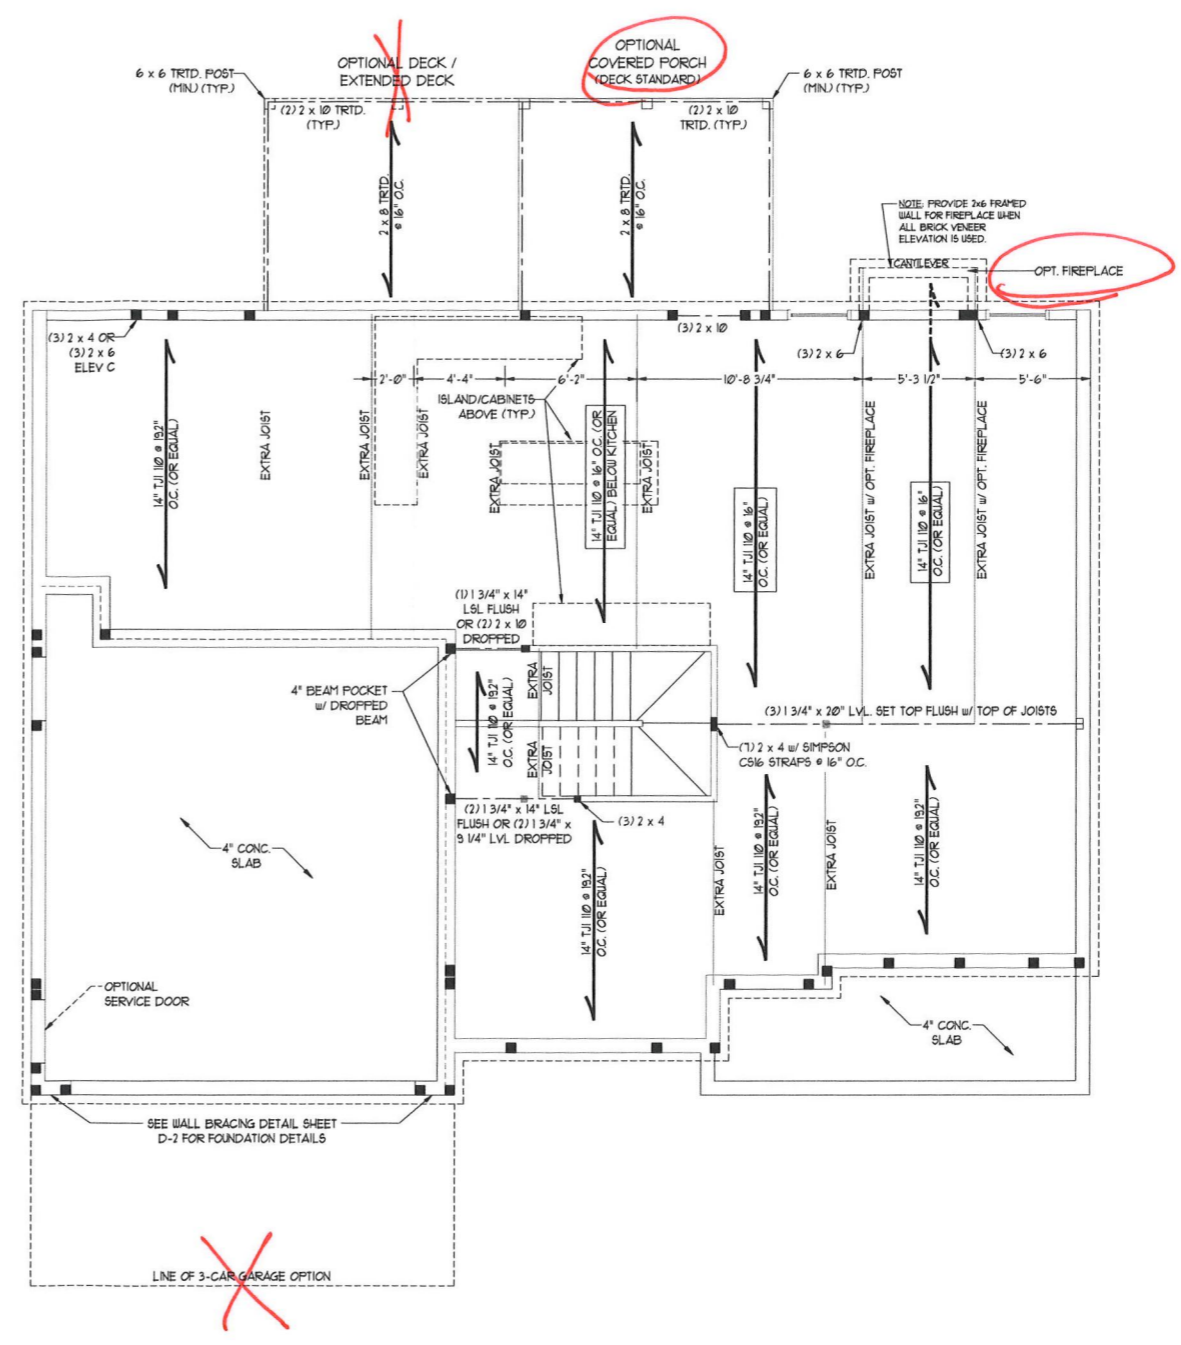 OPTIONAL DECK /
EXTENDED DECK
OPTIONAL
COVERED PORCH
(DECK STANDARD)
6 x 6 TRTD. POST
(MIN.) (TYP.)
6 x 6 TRTD. POST
(MIN.) (TYP.)
(2) 2 x 10 TRTD.
(TYP.)
(2) 2 x 10
TRTD. (TYP.)
2 x 8 TRTD.
@ 16" O.C.
2 x 8 TRTD.
@ 16" O.C.
NOTE: PROVIDE 2x6 FRAMED
WALL FOR FIREPLACE WHEN
ALL BRICK VENEER
ELEVATION IS USED.
CANTILEVER
OPT. FIREPLACE
(3) 2 x 4 OR
(3) 2 x 6
ELEV C
(3) 2 x 10
(3) 2 x 6
(3) 2 x 6
2'-0"
4'-4"
6'-2"
10'-8 3/4"
5'-3 1/2"
5'-6"
ISLAND/CABINETS
ABOVE (TYP.)
14" TJI 110 @ 19.2"
O.C. (OR EQUAL)
EXTRA JOIST
EXTRA JOIST
EXTRA JOIST
EXTRA JOIST
14" TJI 110 @ 16" O.C. (OR
EQUAL) BELOW KITCHEN
EXTRA JOIST
14" TJI 110 @ 16"
O.C. (OR EQUAL)
EXTRA JOIST w/ OPT. FIREPLACE
14" TJI 110 @ 16"
O.C. (OR EQUAL)
EXTRA JOIST w/ OPT. FIREPLACE
(1) 1 3/4" x 14"
LSL FLUSH
OR (2) 2 x 10
DROPPED
4" BEAM POCKET
w/ DROPPED
BEAM
14" TJI 110 @ 19.2"
O.C. (OR EQUAL)
EXTRA
JOIST
EXTRA
JOIST
(3) 1 3/4" x 20" LVL. SET TOP FLUSH w/ TOP OF JOISTS
(7) 2 x 4 w/ SIMPSON
CS16 STRAPS @ 16" O.C.
(2) 1 3/4" x 14" LSL
FLUSH OR (2) 1 3/4" x
9 1/4" LVL DROPPED
(3) 2 x 4
4" CONC.
SLAB
14" TJI 110 @ 19.2"
O.C. (OR EQUAL)
EXTRA JOIST
14" TJI 110 @ 19.2"
O.C. (OR EQUAL)
EXTRA JOIST
14" TJI 110 @ 19.2"
O.C. (OR EQUAL)
OPTIONAL
SERVICE DOOR
4" CONC.
SLAB
SEE WALL BRACING DETAIL SHEET
D-2 FOR FOUNDATION DETAILS
LINE OF 3-CAR GARAGE OPTION